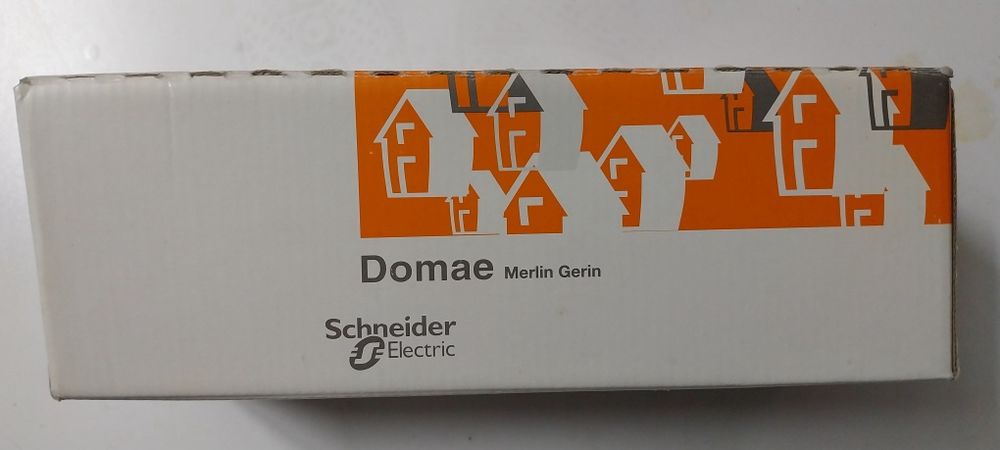 Domae Merlin Gerin
Schneider
Electric